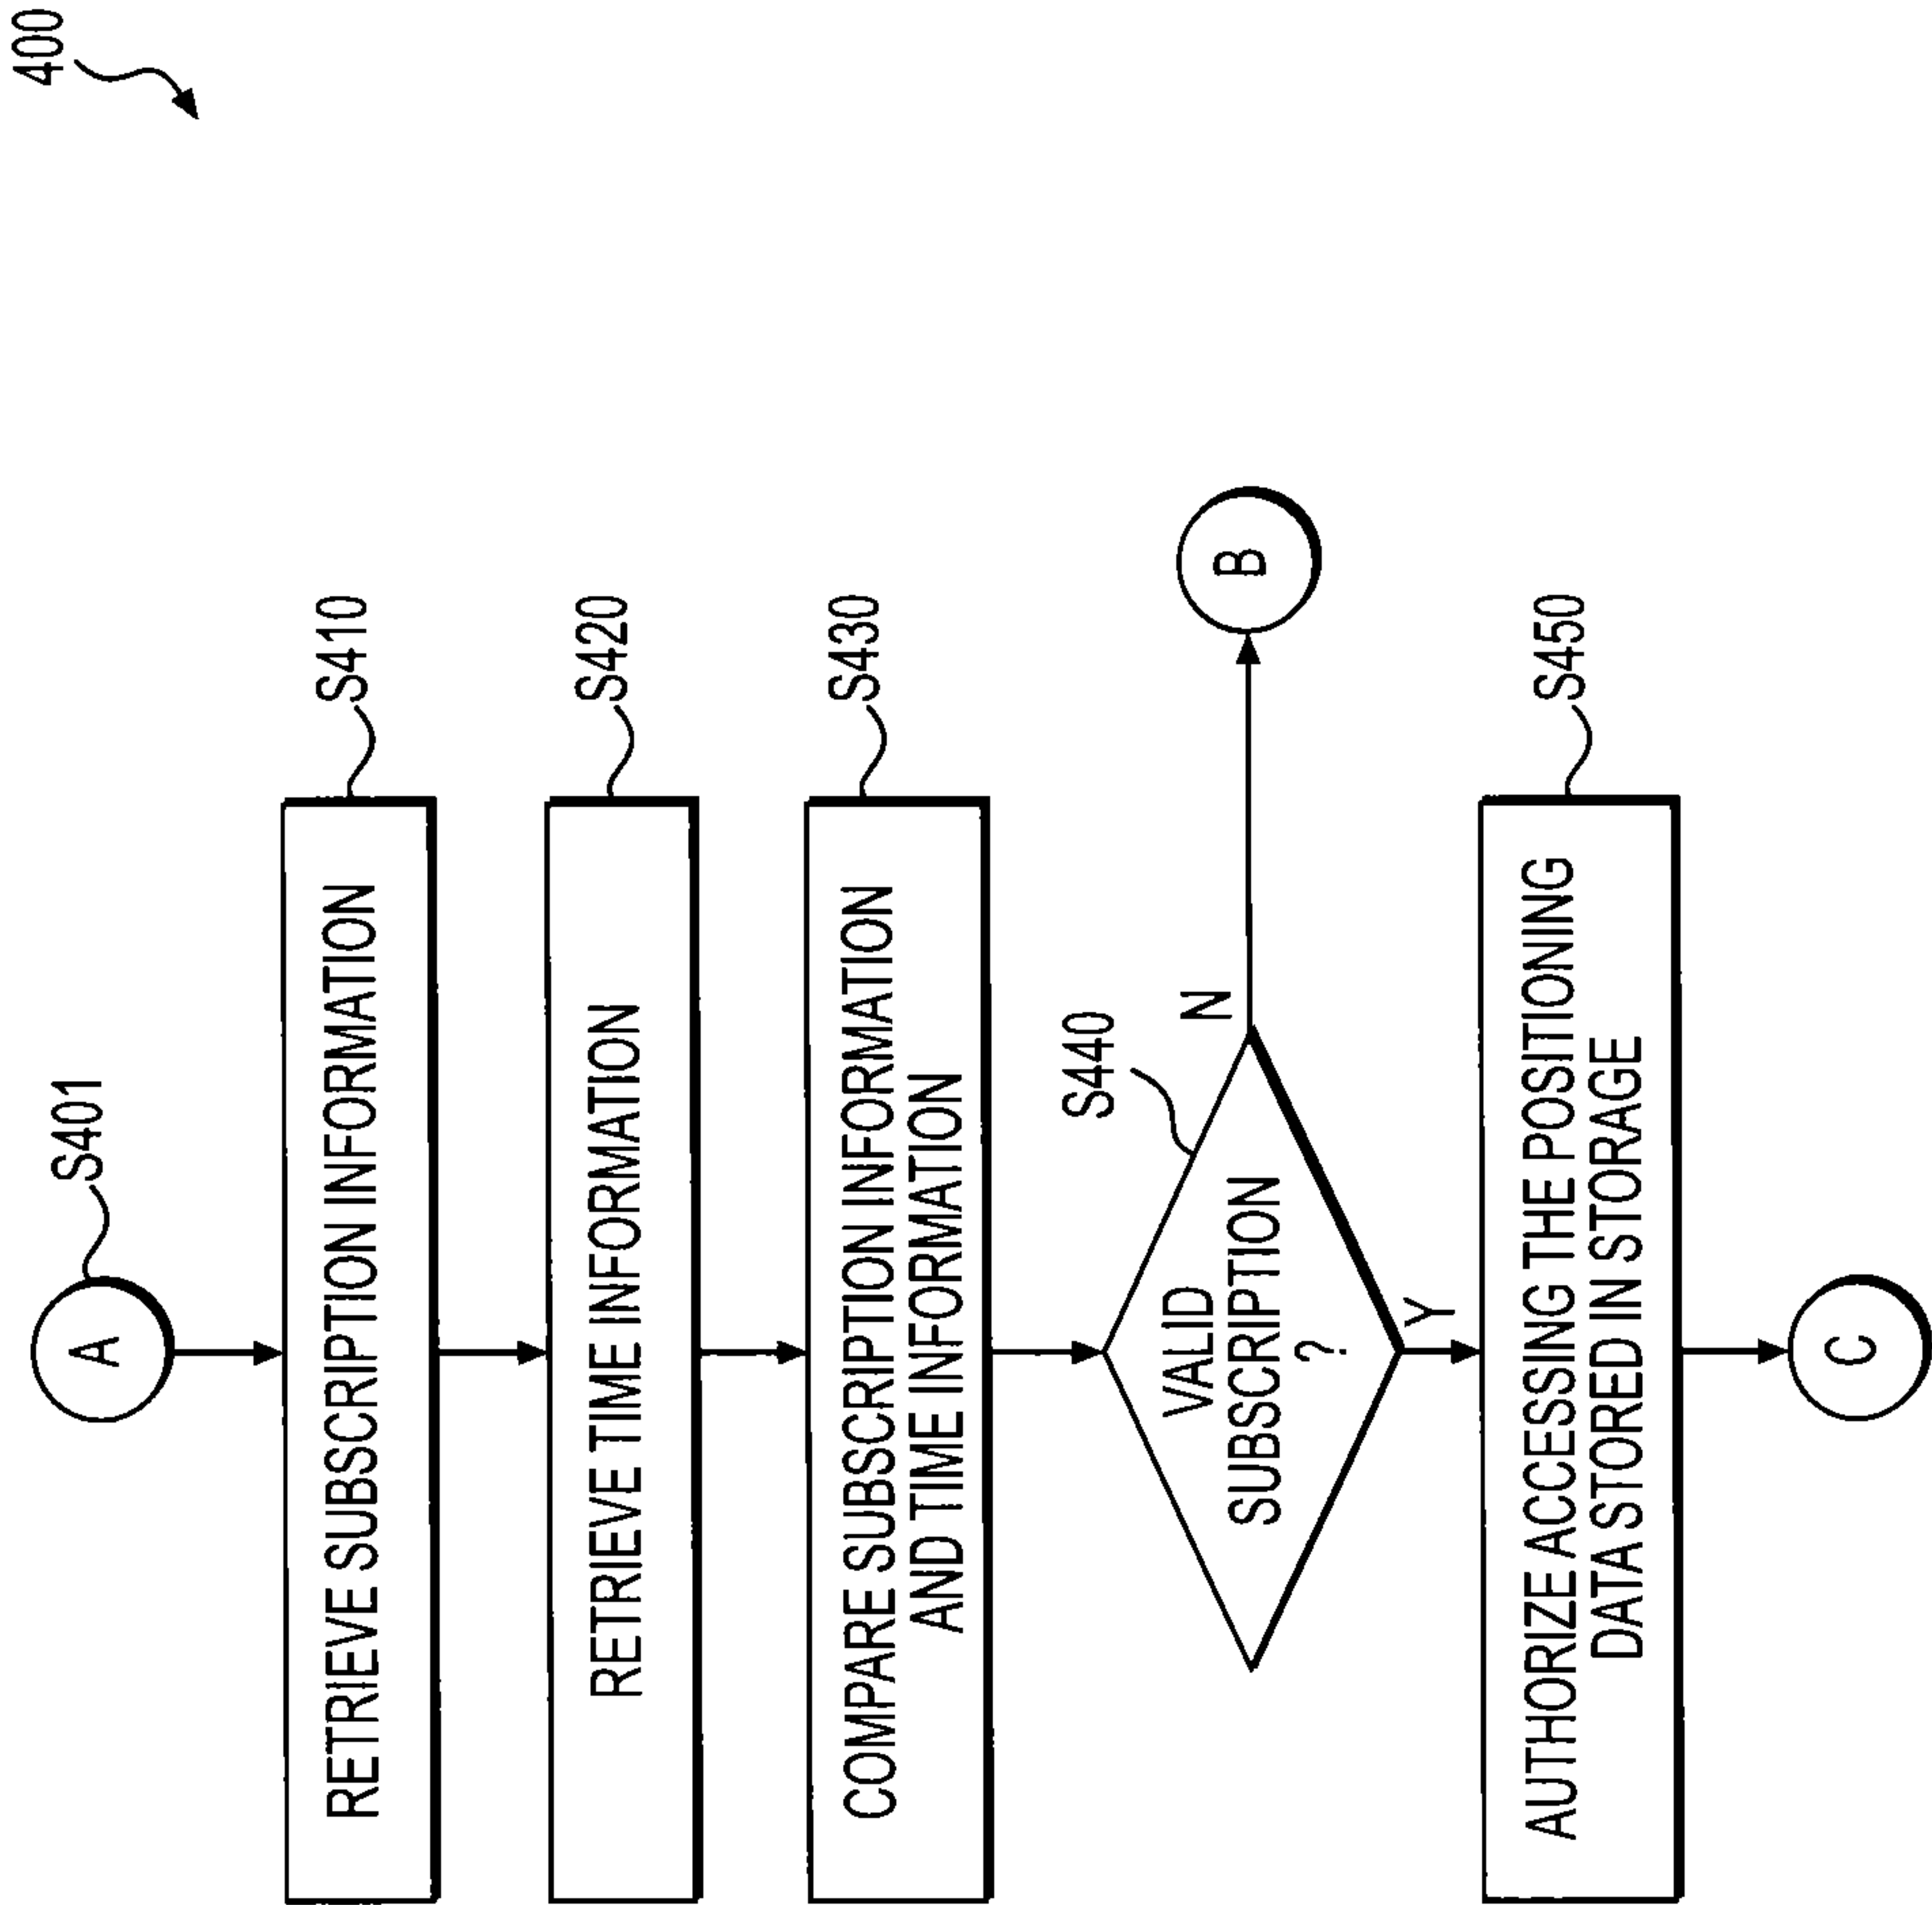 400
A
S401
RETRIEVE SUBSCRIPTION INFORMATION
S410
RETRIEVE TIME INFORMATION
S420
COMPARE SUBSCRIPTION INFORMATION
AND TIME INFORMATION
S430
VALID
SUBSCRIPTION
?
S440
N
B
Y
AUTHORIZE ACCESSING THE POSITIONING
DATA STORED IN STORAGE
S450
C